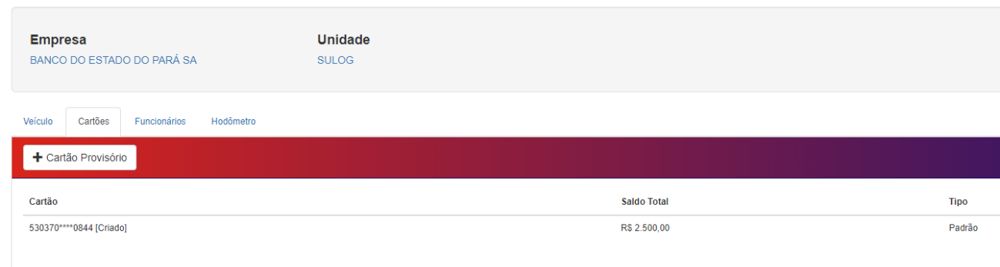 Empresa Unidade
BANCO DO ESTADO DO PARÁ SA SULOG
Veículo Cartões Funcionários Hodômetro
+ Cartão Provisório
Cartão Saldo Total Tipo
530370****0844 [Criado] R$ 2.500,00 Padrão